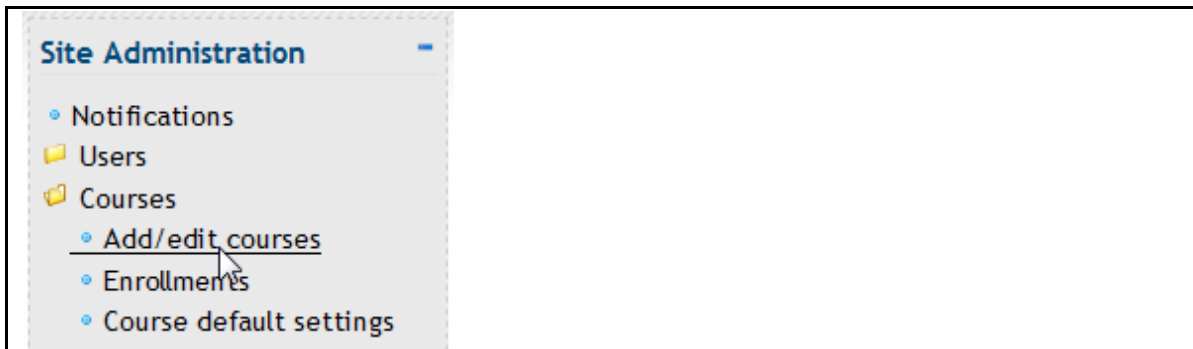 Site Administration
Notifications
Users
Courses
Add/edit courses
Enrollments
Course default settings